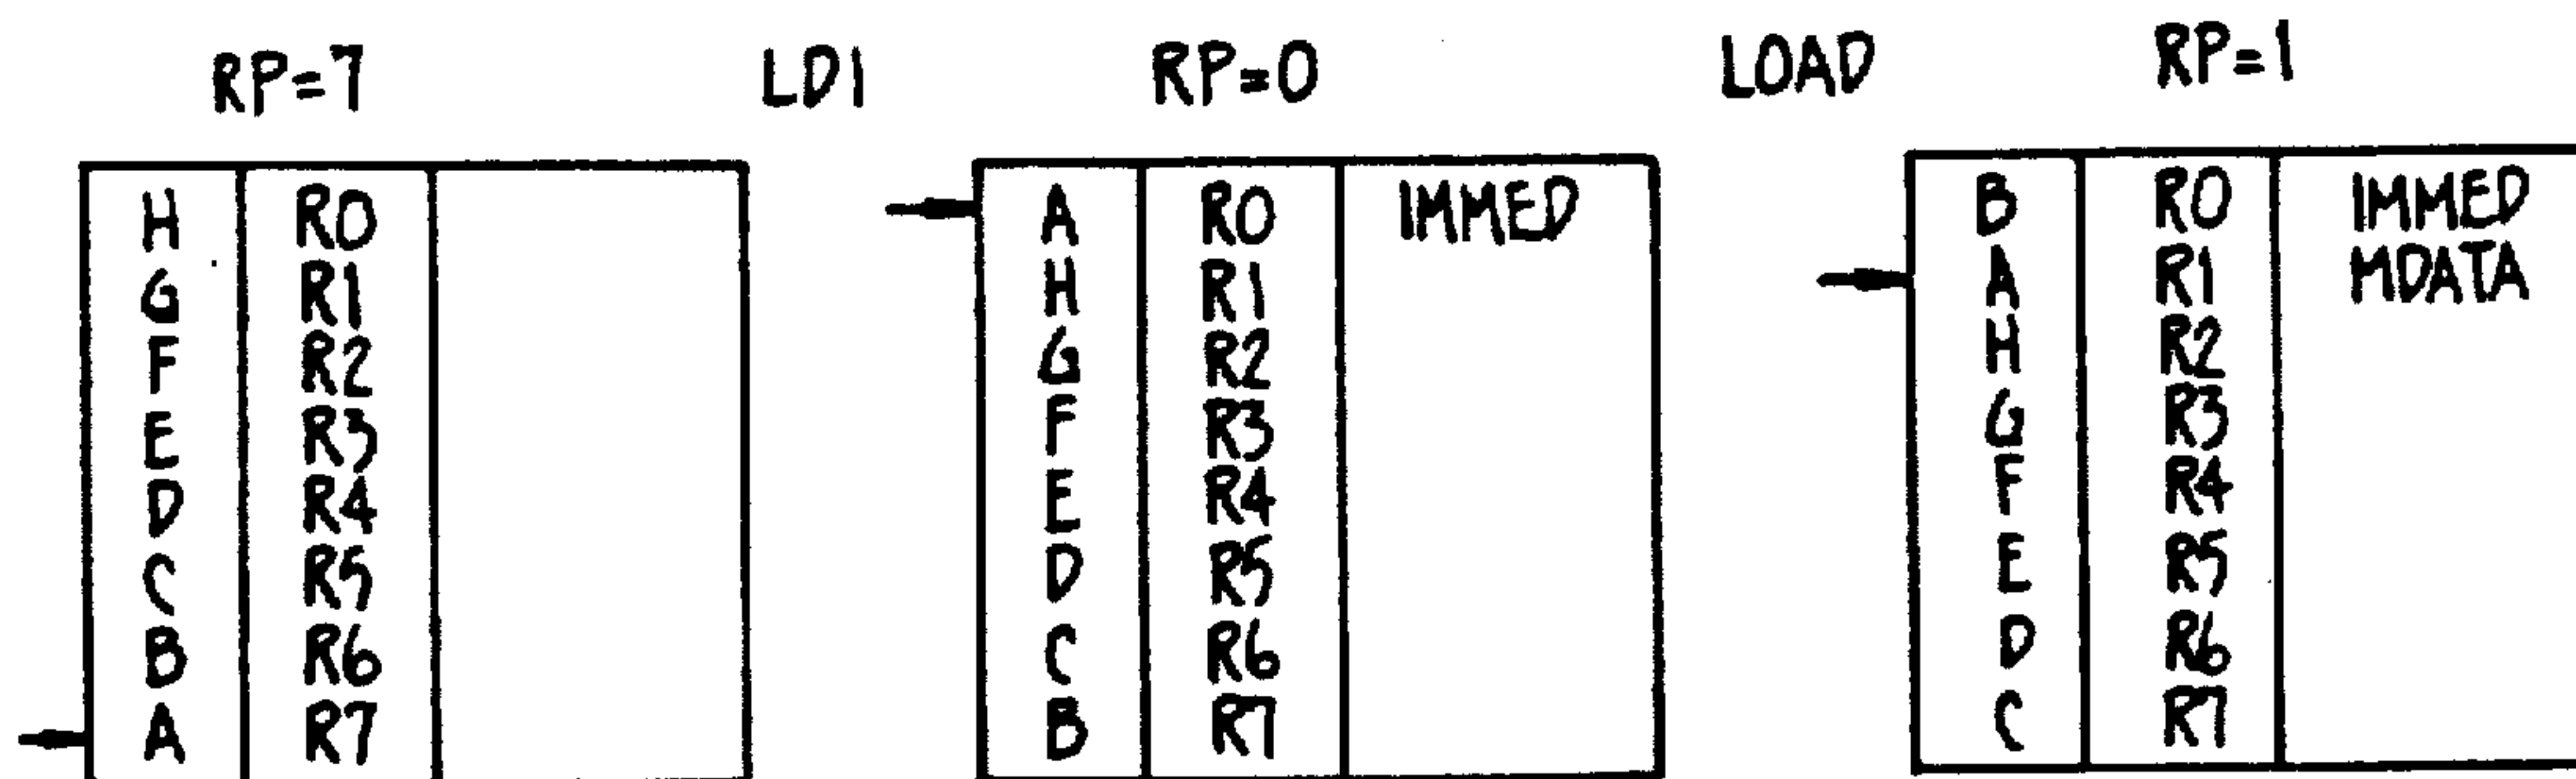 RP=7 LDI RP=0 LOAD RP=1
H R0 A R0 IMMED B R0 IMMED
G R1 H R1 A R1 MDATA
F R2 G R2 H R2
E R3 F R3 G R3
D R4 E R4 F R4
C R5 D R5 E R5
B R6 C R6 D R6
A R7 B R7 C R7